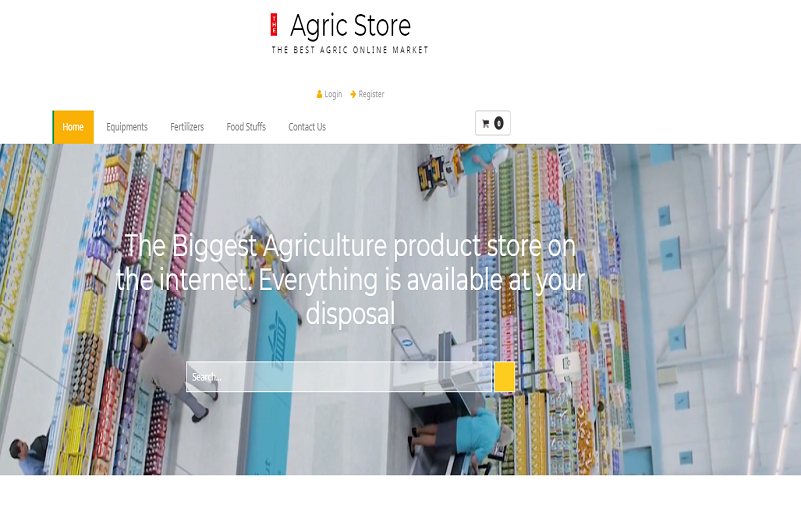 THE Agric Store
THE BEST AGRIC ONLINE MARKET
Login Register
Home Equipments Fertilizers Food Stuffs Contact Us 0
The Biggest Agriculture product store on
the internet. Everything is available at your
disposal
Search...